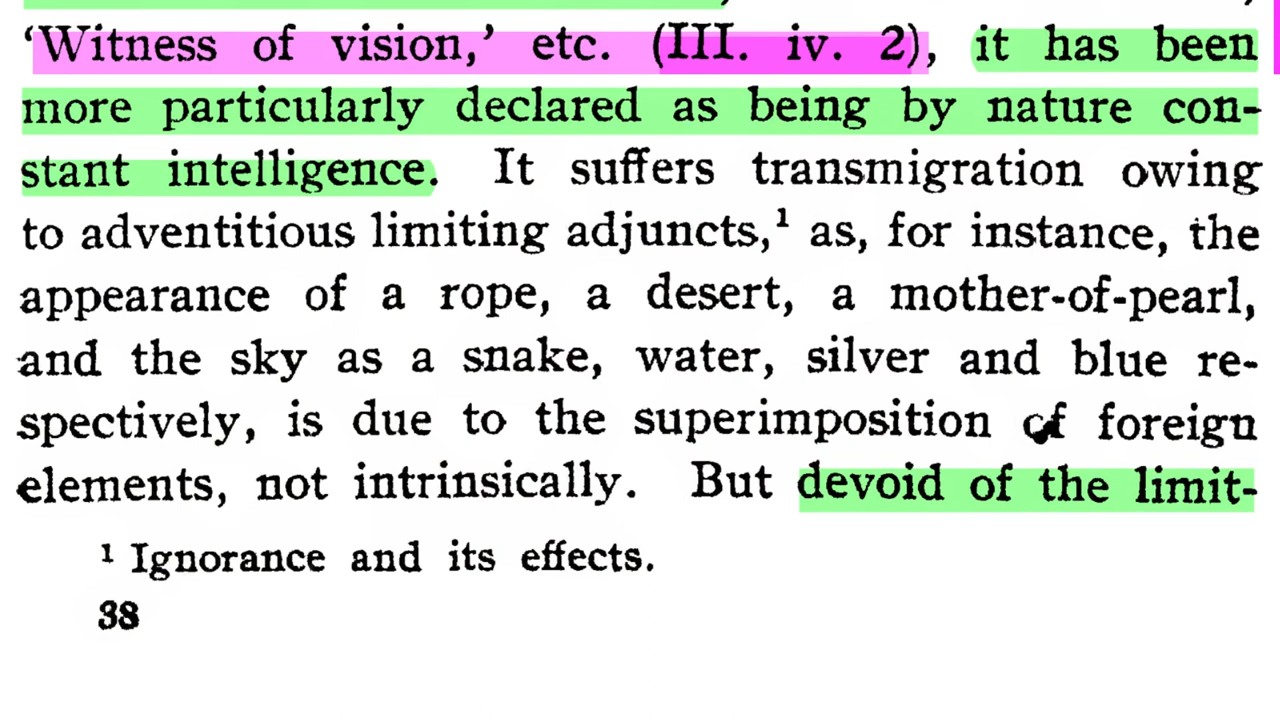 ‘Witness of vision,’ etc. (III. iv. 2), it has been
more particularly declared as being by nature con-
stant intelligence. It suffers transmigration owing
to adventitious limiting adjuncts,¹ as, for instance, the
appearance of a rope, a desert, a mother-of-pearl,
and the sky as a snake, water, silver and blue re-
spectively, is due to the superimposition of foreign
elements, not intrinsically. But devoid of the limit-
¹ Ignorance and its effects.
38